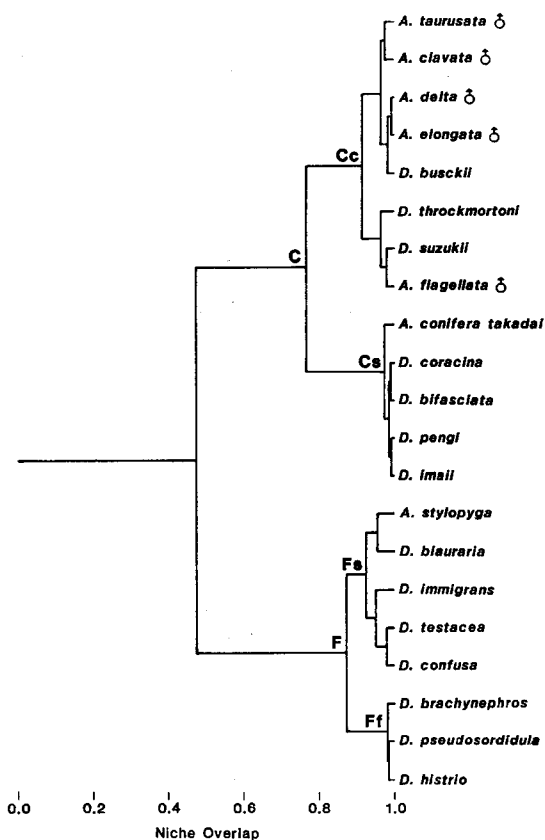 A. taurusata ♂
A. clavata ♂
A. delta ♂
A. elongata ♂
Cc
D. busckii
D. throckmortoni
D. suzukii
C
A. flagellata ♂
A. conifera takadai
Cs
D. coracina
D. bifasciata
D. pengi
D. imaii
A. stylopyga
D. biauraria
Fs
D. immigrans
D. testacea
F
D. confusa
D. brachynephros
Ff
D. pseudosordidula
D. histrio
0.0 0.2 0.4 0.6 0.8 1.0
Niche Overlap